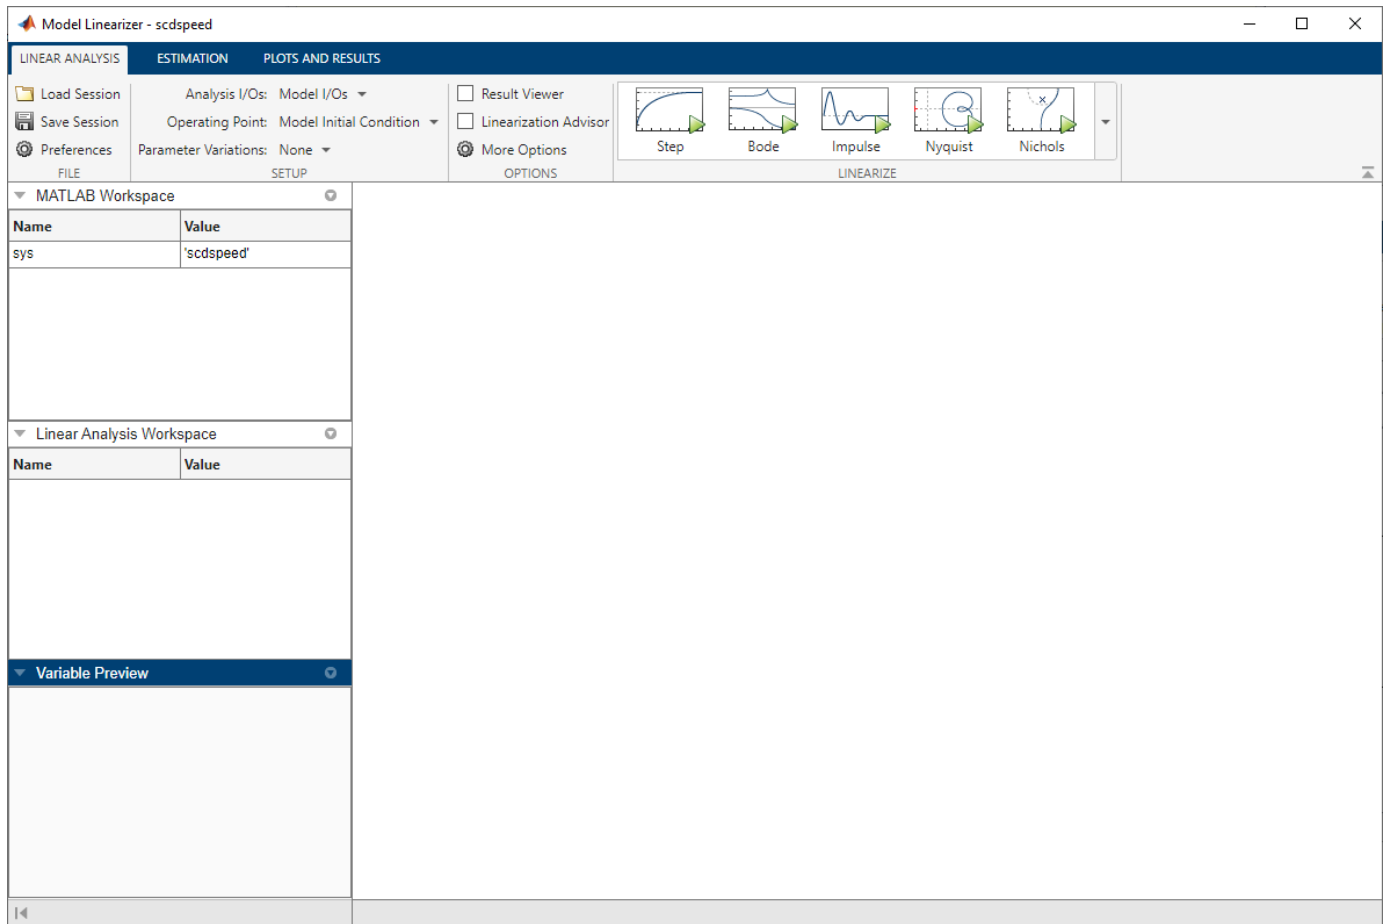 Model Linearizer - scdspeed
LINEAR ANALYSIS ESTIMATION PLOTS AND RESULTS
Load Session Analysis I/Os: Model I/Os Result Viewer
Save Session Operating Point: Model Initial Condition Linearization Advisor
Preferences Parameter Variations: None More Options Step Bode Impulse Nyquist Nichols
FILE SETUP OPTIONS LINEARIZE
MATLAB Workspace
Name Value
sys 'scdspeed'
Linear Analysis Workspace
Name Value
Variable Preview